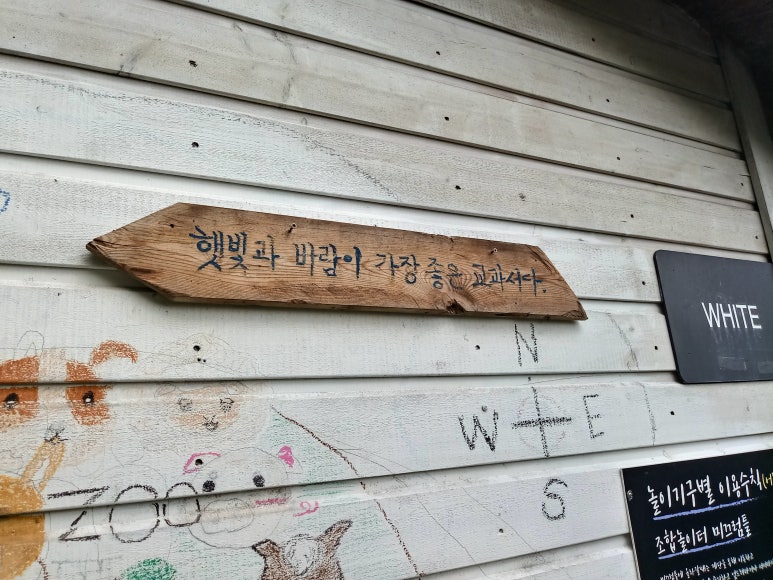 햇빛과 바람이 가장 좋은 교과서다.
WHITE
N
W E
S
ZOO
놀이기구별 이용수칙
조합놀이터 미끄럼틀